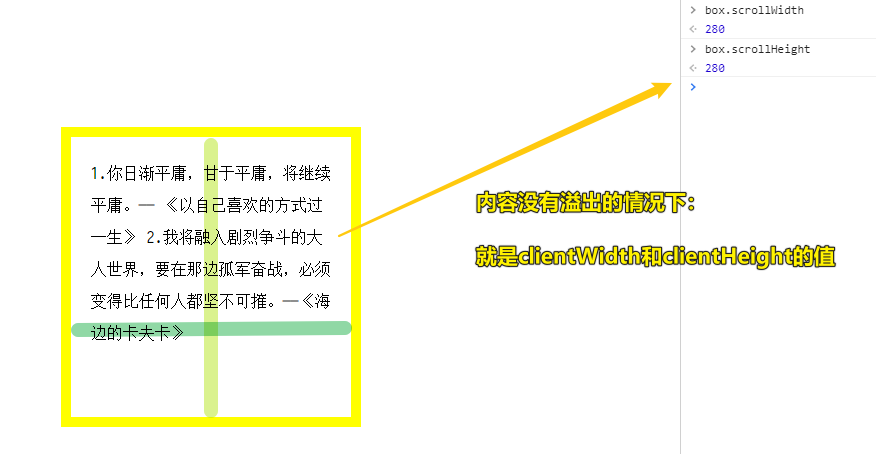 box.scrollWidth
280
box.scrollHeight
280
1.你日渐平庸，甘于平庸，将继续
平庸。— 《以自己喜欢的方式过
一生》 2.我将融入剧烈争斗的大
人世界，要在那边孤军奋战，必须
变得比任何人都坚不可摧。—《海
边的卡夫卡》
内容没有溢出的情况下：
就是clientWidth和clientHeight的值